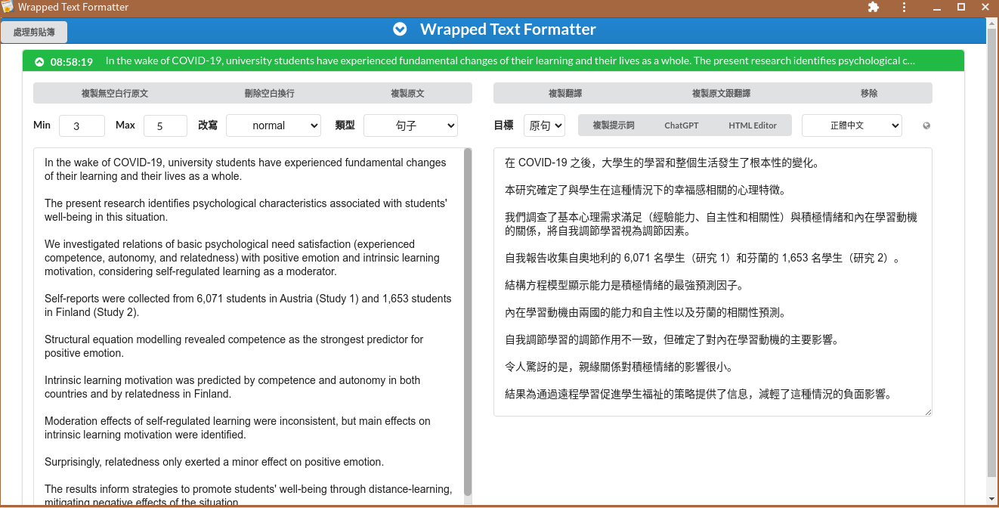 Wrapped Text Formatter
處理剪貼簿
Wrapped Text Formatter
08:58:19 In the wake of COVID-19, university students have experienced fundamental changes of their learning and their lives as a whole. The present research identifies psychological c...
複製無空白行原文 刪除空白換行 複製原文
Min 3 Max 5 改寫 normal 類型 句子
In the wake of COVID-19, university students have experienced fundamental changes
of their learning and their lives as a whole.
The present research identifies psychological characteristics associated with students'
well-being in this situation.
We investigated relations of basic psychological need satisfaction (experienced
competence, autonomy, and relatedness) with positive emotion and intrinsic learning
motivation, considering self-regulated learning as a moderator.
Self-reports were collected from 6,071 students in Austria (Study 1) and 1,653 students
in Finland (Study 2).
Structural equation modelling revealed competence as the strongest predictor for
positive emotion.
Intrinsic learning motivation was predicted by competence and autonomy in both
countries and by relatedness in Finland.
Moderation effects of self-regulated learning were inconsistent, but main effects on
intrinsic learning motivation were identified.
Surprisingly, relatedness only exerted a minor effect on positive emotion.
The results inform strategies to promote students' well-being through distance-learning,
mitigating negative effects of the situation.
複製翻譯 複製原文跟翻譯 移除
目標 原句 複製提示詞 ChatGPT HTML Editor 正體中文
在 COVID-19 之後，大學生的學習和整個生活發生了根本性的變化。
本研究確定了與學生在這種情況下的幸福感相關的心理特徵。
我們調查了基本心理需求滿足（經驗能力、自主性和相關性）與積極情緒和內在學習動機
的關係，將自我調節學習視為調節因素。
自我報告收集自奧地利的 6,071 名學生（研究 1）和芬蘭的 1,653 名學生（研究 2）。
結構方程模型顯示能力是積極情緒的最強預測因子。
內在學習動機由兩國的能力和自主性以及芬蘭的相關性預測。
自我調節學習的調節作用不一致，但確定了對內在學習動機的主要影響。
令人驚訝的是，親緣關係對積極情緒的影響很小。
結果為通過遠程學習促進學生福祉的策略提供了信息，減輕了這種情況的負面影響。